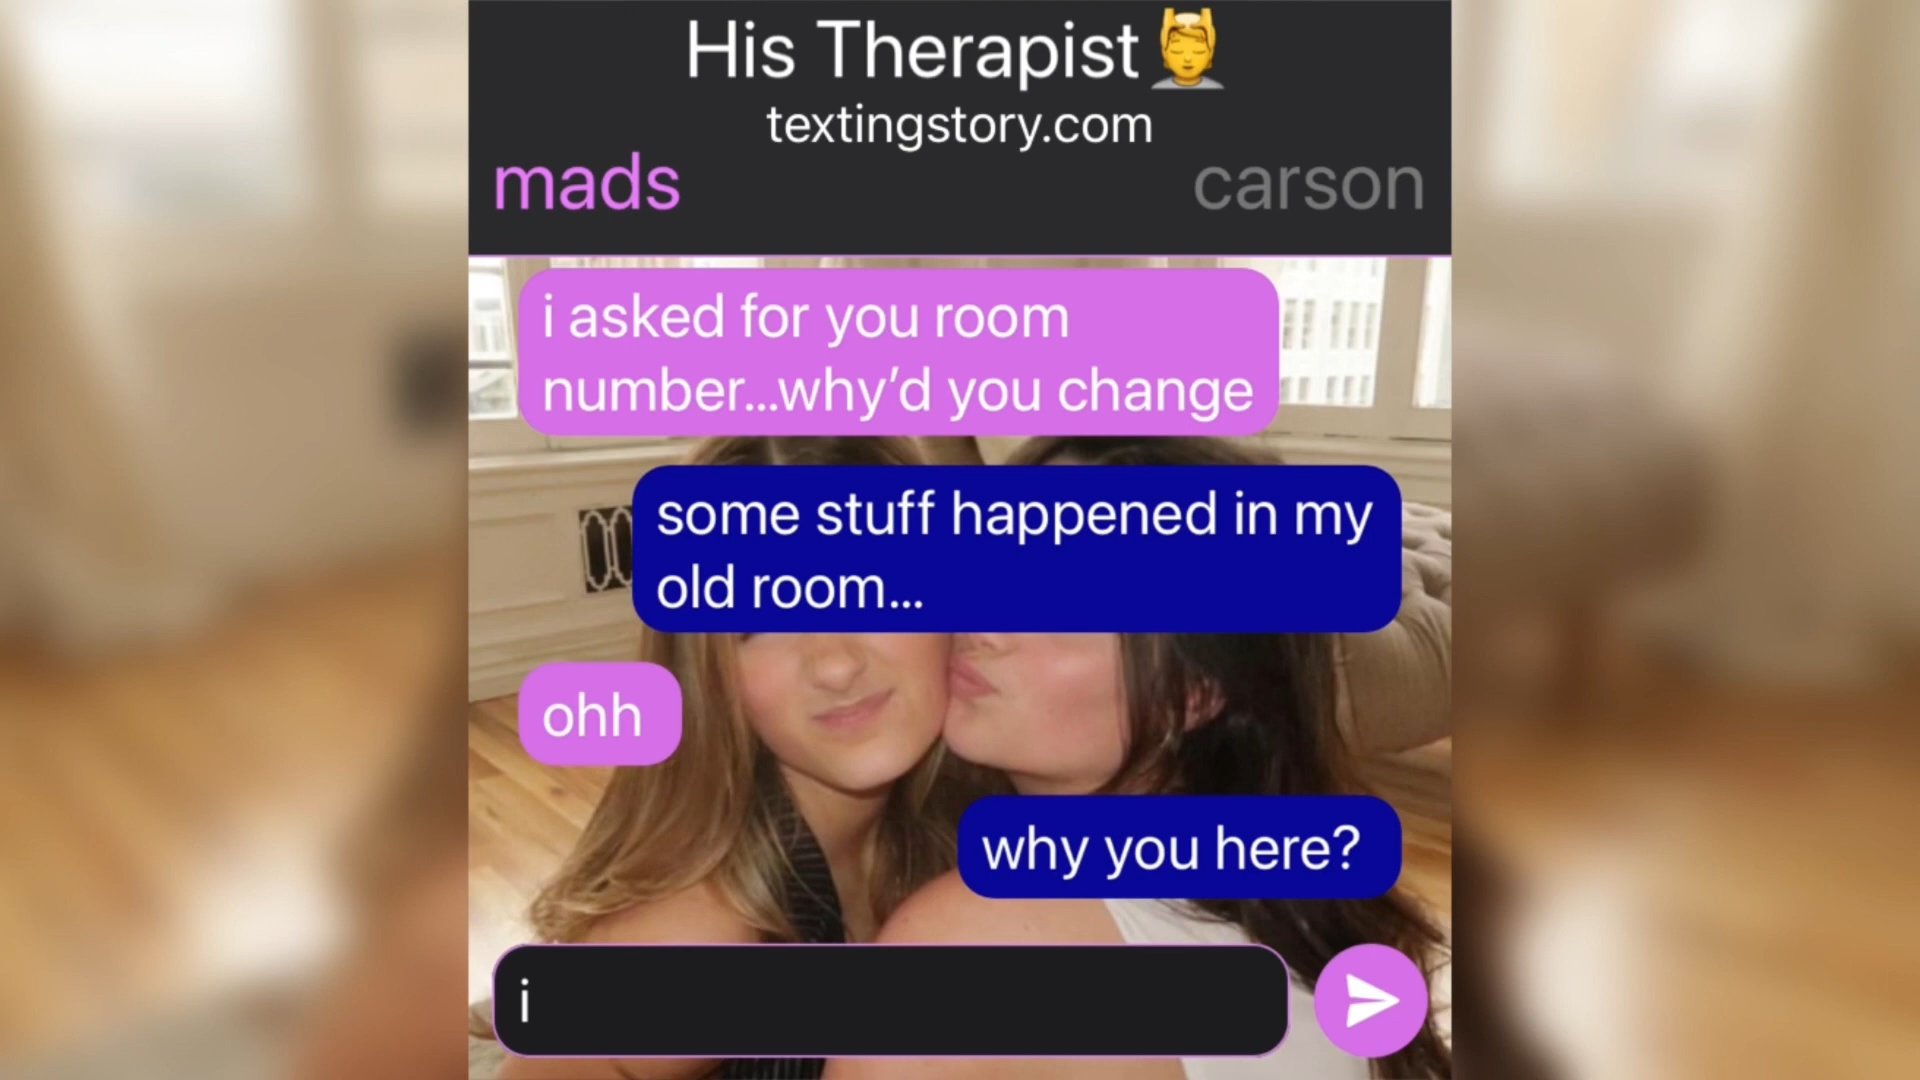 His Therapist💆
textingstory.com
mads
carson
i asked for you room
number...why’d you change
some stuff happened in my
old room...
ohh
why you here?
i